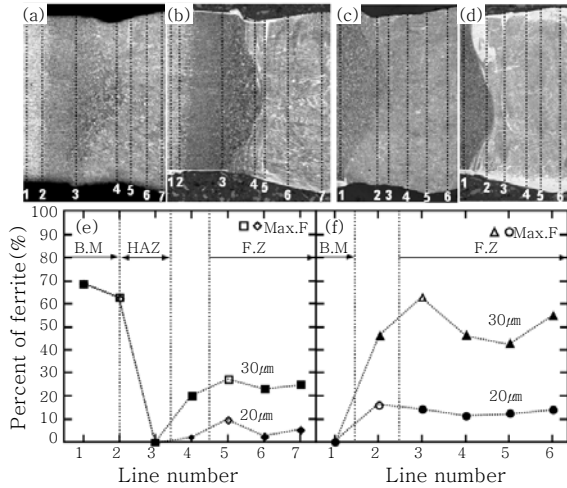 (a) (b) (c) (d)
1 2 3 4 5 6 7
1 2 3 4 5 6 7
1 2 3 4 5 6
1 2 3 4 5 6
(e) Max.F
B.M HAZ F.Z
(f) Max.F
B.M F.Z
Percent of ferrite(%)
100
90
80
70
60
50
40
30
20
10
0
30㎛
20㎛
30㎛
20㎛
1 2 3 4 5 6 7
1 2 3 4 5 6
Line number
Line number